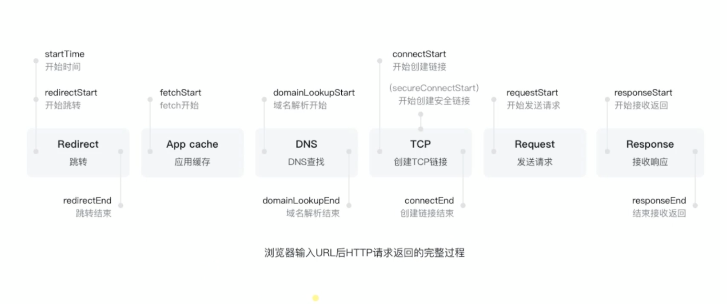 startTime
开始时间
connectStart
开始创建链接
redirectStart
开始跳转
fetchStart
fetch开始
domainLookupStart
域名解析开始
(secureConnectStart)
开始创建安全链接
requestStart
开始发送请求
responseStart
开始接收返回
Redirect
跳转
App cache
应用缓存
DNS
DNS查找
TCP
创建TCP链接
Request
发送请求
Response
接收响应
redirectEnd
跳转结束
domainLookupEnd
域名解析结束
connectEnd
创建链接结束
responseEnd
结束接收返回
浏览器输入URL后HTTP请求返回的完整过程